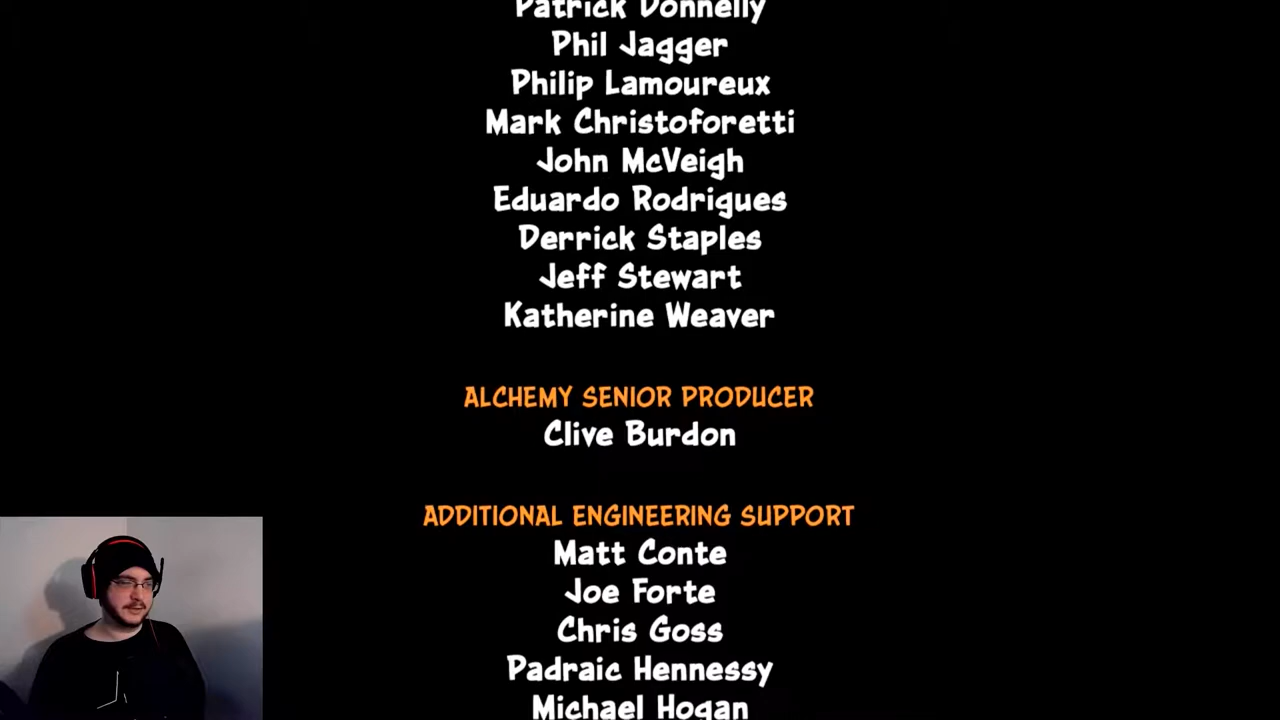 Patrick Donnelly
Phil Jagger
Philip Lamoureux
Mark Christoforetti
John McVeigh
Eduardo Rodrigues
Derrick Staples
Jeff Stewart
Katherine Weaver
ALCHEMY SENIOR PRODUCER
Clive Burdon
ADDITIONAL ENGINEERING SUPPORT
Matt Conte
Joe Forte
Chris Goss
Padraic Hennessy
Michael Hogan